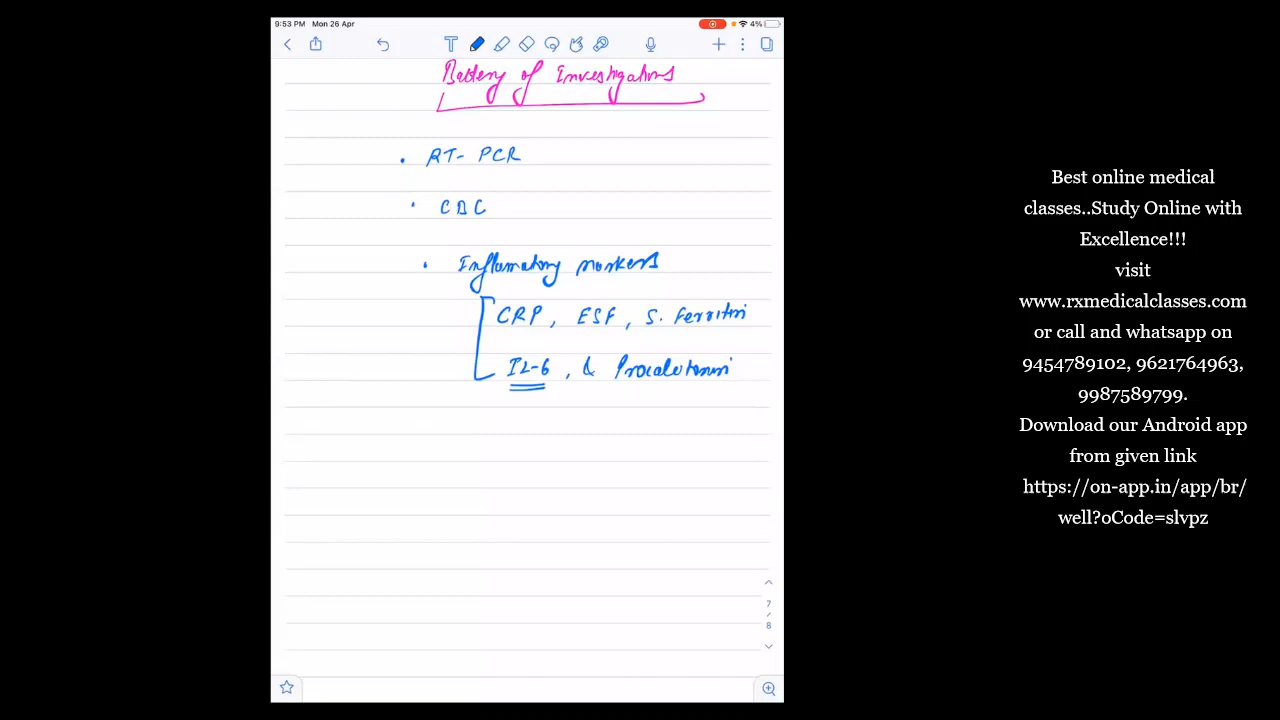 9:53 PM Mon 26 Apr
4%
Battery of Investigations
• RT-PCR
• CBC
• Inflamatory markers
CRP, ESF, S. Ferritin
IL-6, & Procalcitonin
7
/
8
Best online medical
classes..Study Online with
Excellence!!!
visit
www.rxmedicalclasses.com
or call and whatsapp on
9454789102, 9621764963,
9987589799.
Download our Android app
from given link
https://on-app.in/app/br/
well?oCode=slvpz